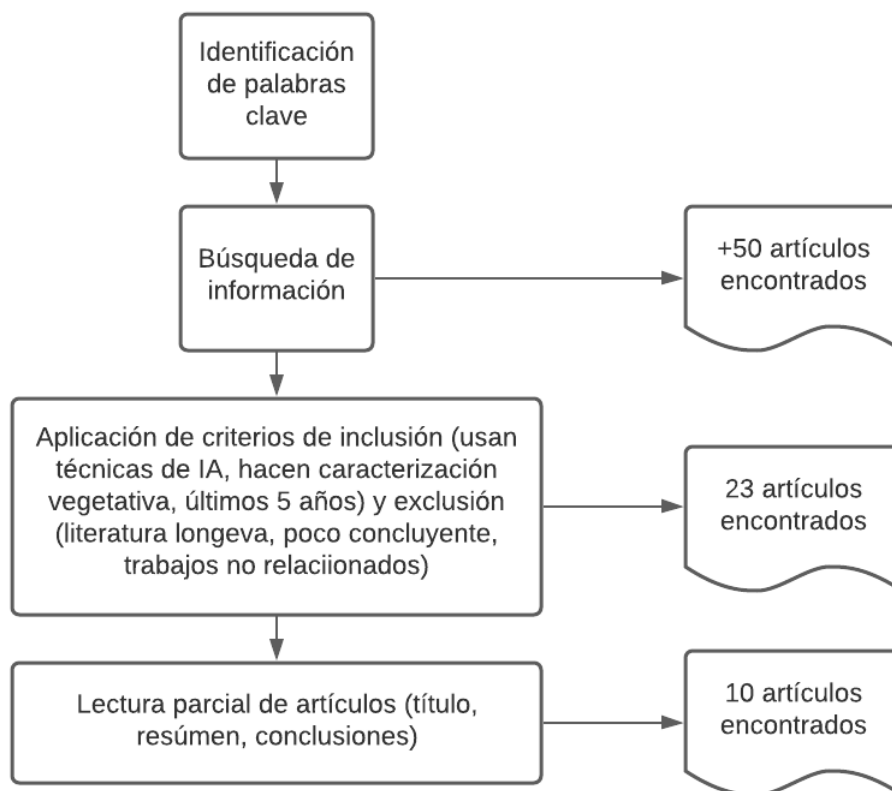 Identificación
de palabras
clave
Búsqueda de
información
+50 artículos
encontrados
Aplicación de criterios de inclusión (usan
técnicas de IA, hacen caracterización
vegetativa, últimos 5 años) y exclusión
(literatura longeva, poco concluyente,
trabajos no relaciionados)
23 artículos
encontrados
Lectura parcial de artículos (título,
resúmen, conclusiones)
10 artículos
encontrados